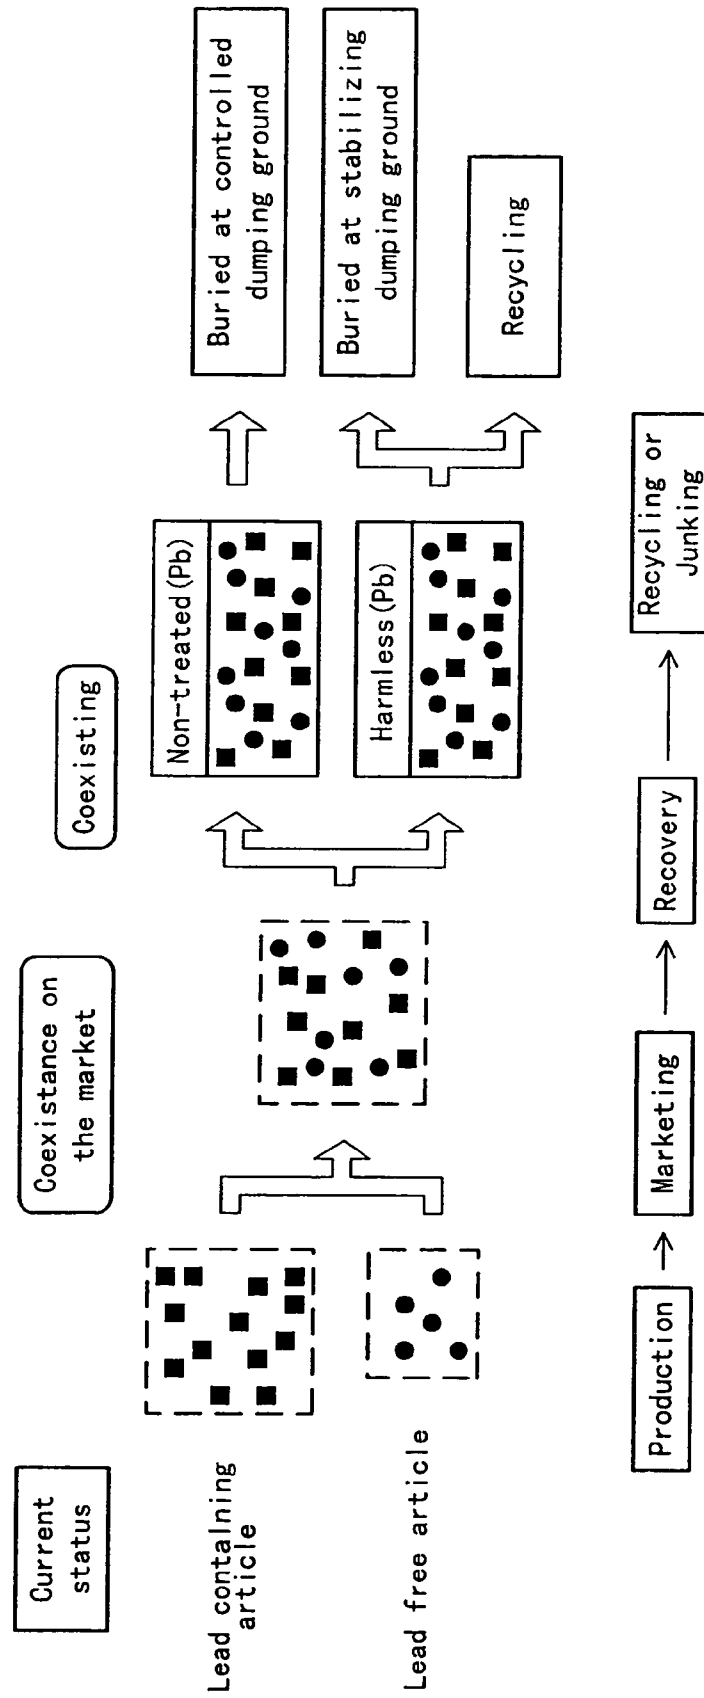 Current
status
Coexistance on
the market
Coexisting
Lead contalning
article
Lead free article
Non-treated(Pb)
Harmless(Pb)
Buried at controlled
dumping ground
Buried at stabilizing
dumping ground
Recycling
Production
Marketing
Recovery
Recycling or
Junking